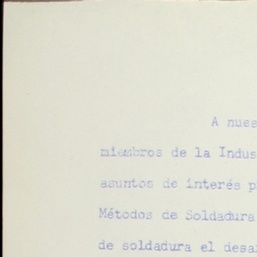 A nues
miembros de la Indus
asuntos de interés p
Métodos de Soldadura
de soldadura el desa